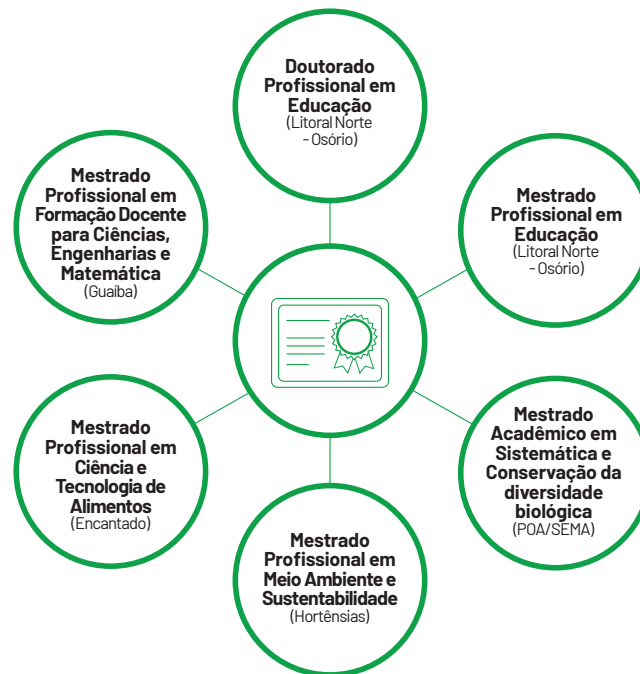 Doutorado
Profissional em
Educação
(Litoral Norte
- Osório)
Mestrado
Profissional em
Formação Docente
para Ciências,
Engenharias e
Matemática
(Guaíba)
Mestrado
Profissional em
Educação
(Litoral Norte
- Osório)
Mestrado
Profissional em
Ciência e
Tecnologia de
Alimentos
(Encantado)
Mestrado
Acadêmico em
Sistemática e
Conservação da
diversidade
biológica
(POA/SEMA)
Mestrado
Profissional em
Meio Ambiente e
Sustentabilidade
(Hortênsias)